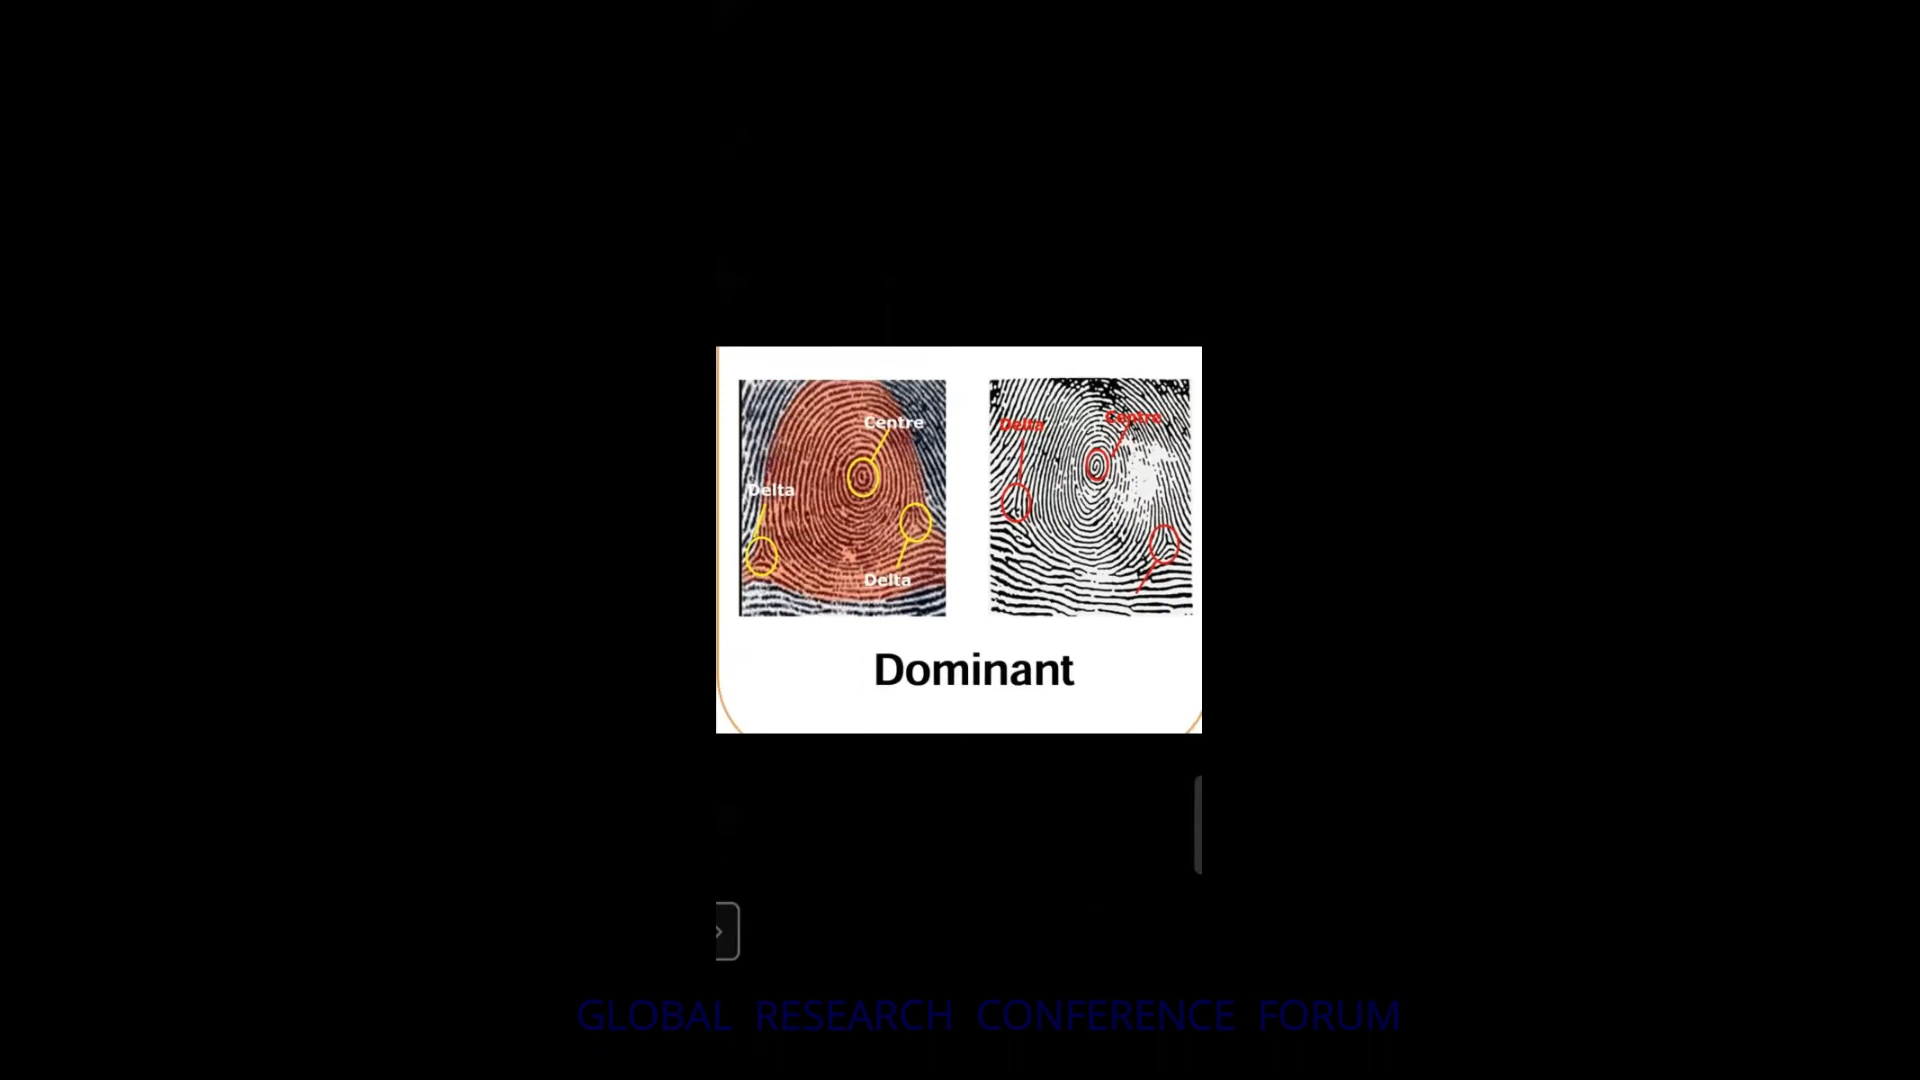 Centre
Delta
Delta
Delta
Centre
Dominant
GLOBAL RESEARCH CONFERENCE FORUM